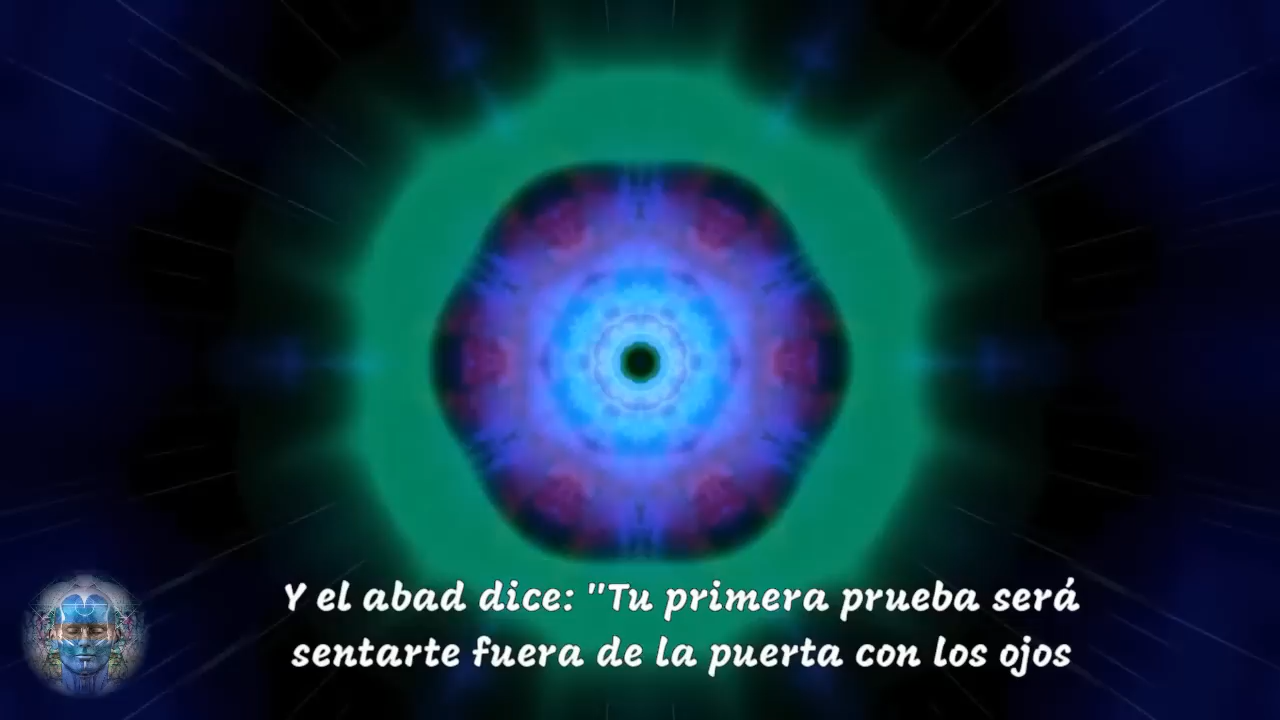 Y el abad dice: "Tu primera prueba será
sentarte fuera de la puerta con los ojos